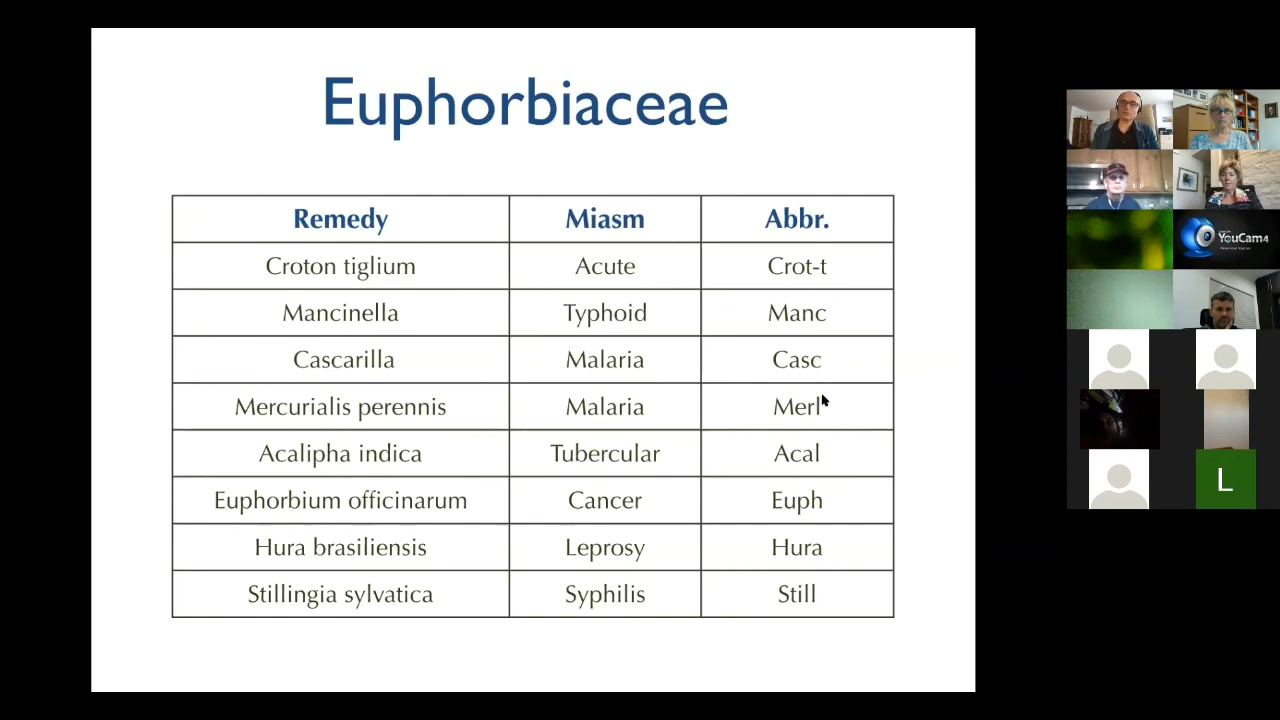 Euphorbiaceae
Remedy Miasm Abbr.
Croton tiglium Acute Crot-t
Mancinella Typhoid Manc
Cascarilla Malaria Casc
Mercurialis perennis Malaria Merl
Acalipha indica Tubercular Acal
Euphorbium officinarum Cancer Euph
Hura brasiliensis Leprosy Hura
Stillingia sylvatica Syphilis Still
YouCam4
L